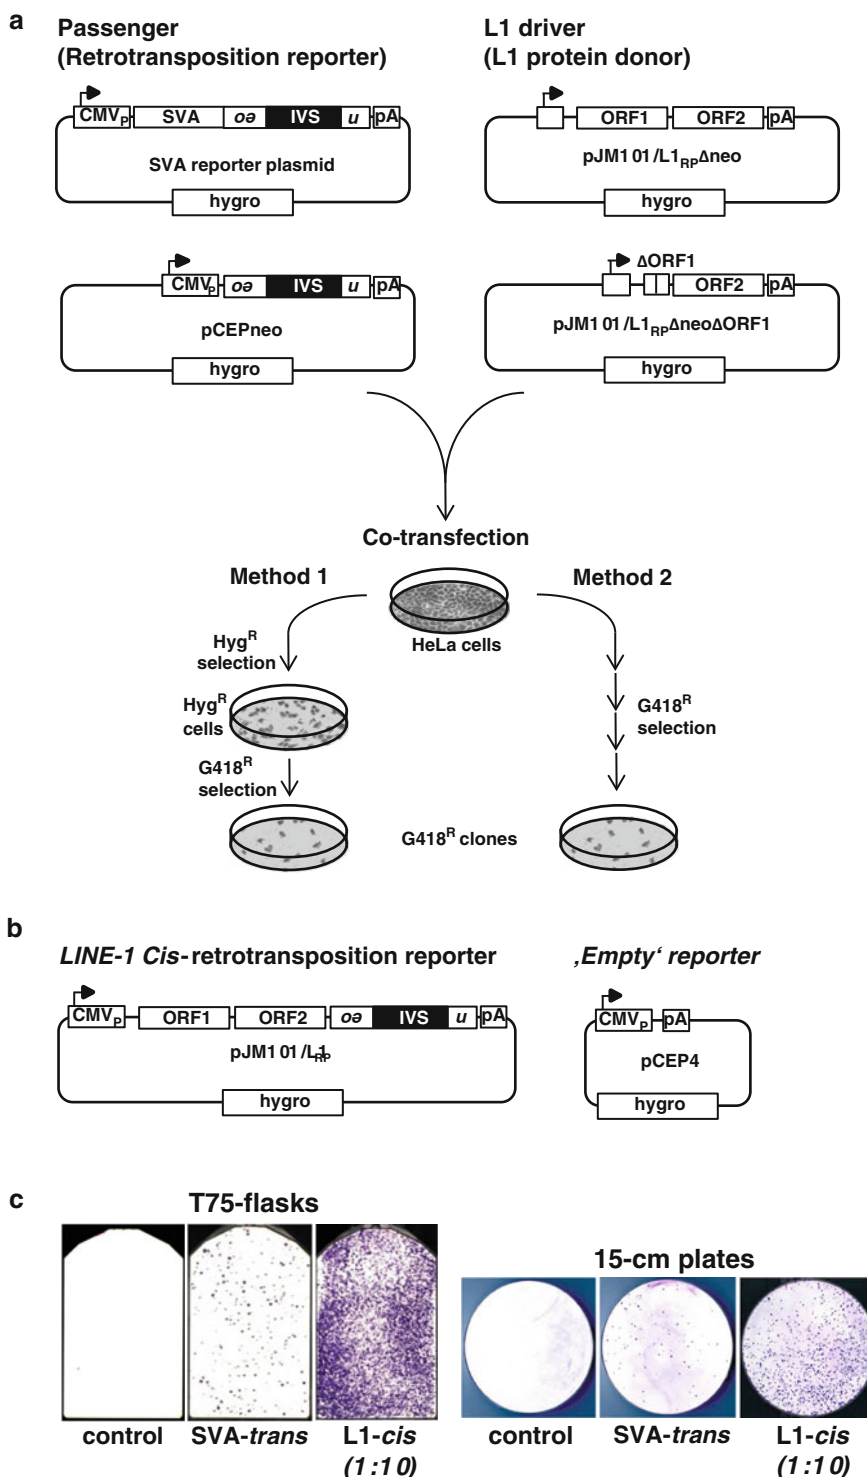 a
Passenger
(Retrotransposition reporter)
L1 driver
(L1 protein donor)
CMVP SVA oe IVS n pA
SVA reporter plasmid
hygro
ORF1 ORF2 pA
pJM101/L1RPΔneo
hygro
CMVP oe IVS n pA
pCEPneo
hygro
ΔORF1
ORF2 pA
pJM101/L1RPΔneoΔORF1
hygro
Co-transfection
Method 1
Method 2
HeLa cells
HygR
selection
HygR
cells
G418R
selection
G418R
selection
G418R clones
b
LINE-1 Cis-retrotransposition reporter
‚Empty‘ reporter
CMVP ORF1 ORF2 oe IVS n pA
pJM101/L1RP
hygro
CMVP pA
pCEP4
hygro
c
T75-flasks
control SVA-trans L1-cis
(1:10)
15-cm plates
control SVA-trans L1-cis
(1:10)